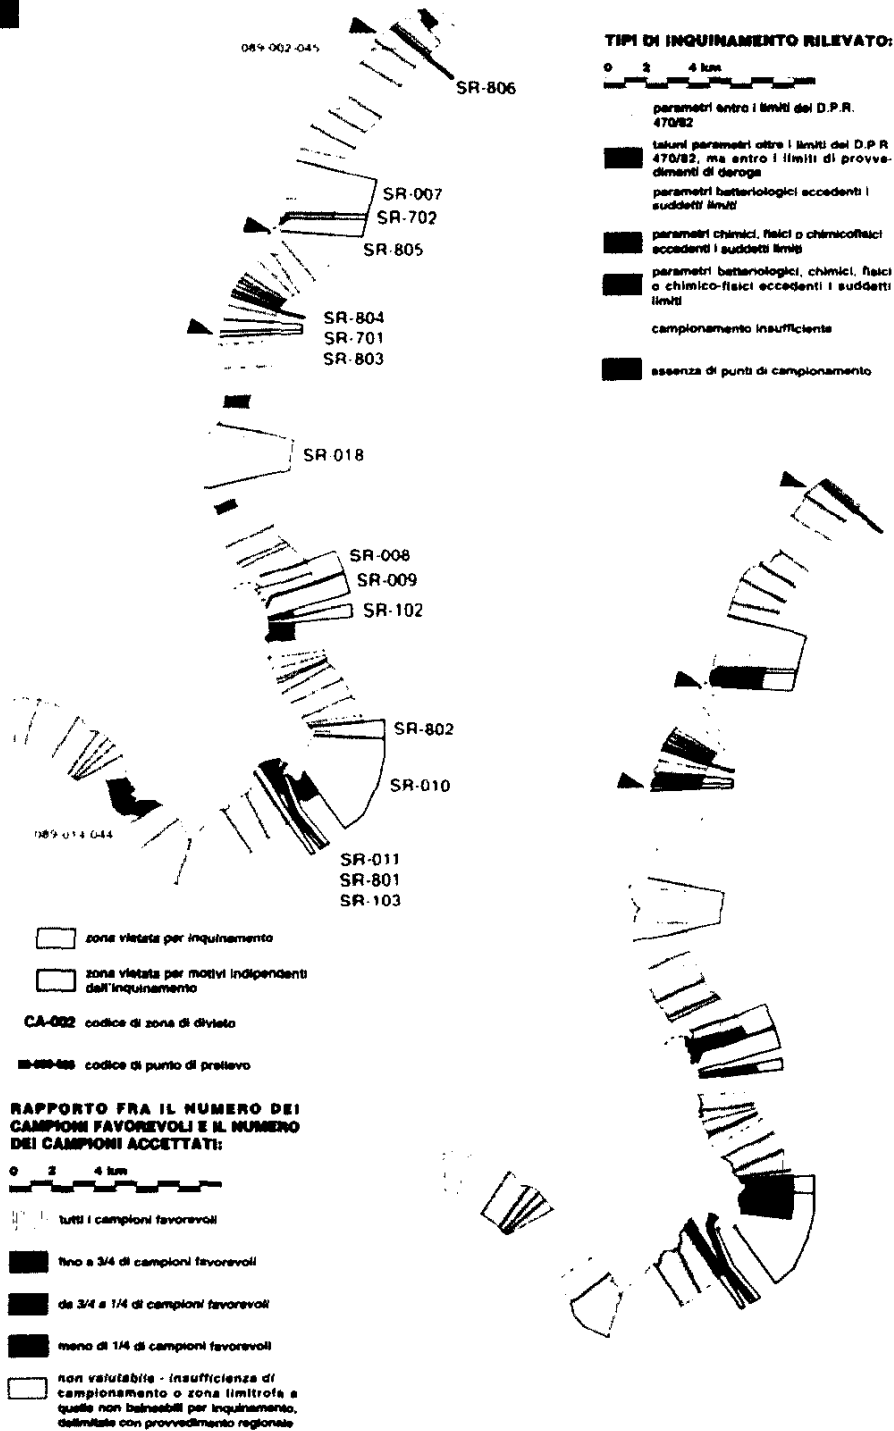 TIPI DI INQUINAMENTO RILEVATO:
0 2 4 km
parametri entro i limiti del D.P.R.
470/82
taluni parametri oltre i limiti del D.P.R
470/82, ma entro i limiti di provve-
dimenti di deroga
parametri batteriologici eccedenti i
suddetti limiti
parametri chimici, fisici o chimicofisici
eccedenti i suddetti limiti
parametri batteriologici, chimici, fisici
o chimico-fisici eccedenti i suddetti
limiti
campionamento insufficiente
assenza di punti di campionamento
089-002-045
SR-806
SR-007
SR-702
SR-805
SR-804
SR-701
SR-803
SR-018
SR-008
SR-009
SR-102
SR-802
SR-010
089-014-044
SR-011
SR-801
SR-103
zona vietata per inquinamento
zona vietata per motivi indipendenti
dall'inquinamento
CA-002 codice di zona di divieto
codice di punto di prelievo
RAPPORTO FRA IL NUMERO DEI
CAMPIONI FAVOREVOLI E IL NUMERO
DEI CAMPIONI ACCETTATI:
0 2 4 km
tutti i campioni favorevoli
fino a 3/4 di campioni favorevoli
da 3/4 a 1/4 di campioni favorevoli
meno di 1/4 di campioni favorevoli
non valutabile - insufficienza di
campionamento o zona limitrofa a
quelle non balneabili per inquinamento,
delimitate con provvedimento regionale